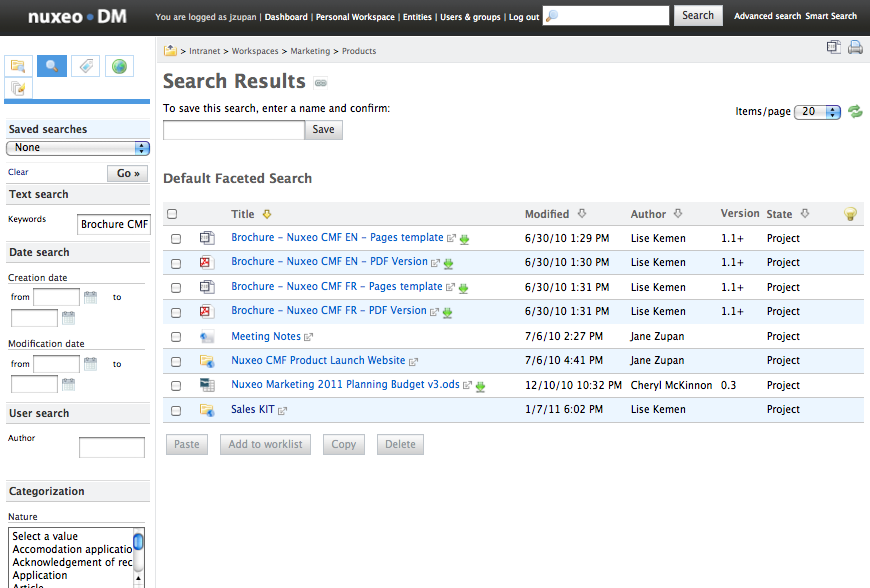 nuxeo DM
You are logged as jzupan | Dashboard | Personal Workspace | Entities | Users & groups | Log out
Search
Advanced search Smart Search
> Intranet > Workspaces > Marketing > Products
Search Results
To save this search, enter a name and confirm:
Save
Items/page 20
Saved searches
None
Clear
Go »
Text search
Keywords
Brochure CMF
Date search
Creation date
from
to
Modification date
from
to
User search
Author
Categorization
Nature
Select a value
Accomodation applicatio
Acknowledgement of rec
Application
Article
Default Faceted Search
Title Modified Author Version State
Brochure - Nuxeo CMF EN - Pages template 6/30/10 1:29 PM Lise Kemen 1.1+ Project
Brochure - Nuxeo CMF EN - PDF Version 6/30/10 1:30 PM Lise Kemen 1.1+ Project
Brochure - Nuxeo CMF FR - Pages template 6/30/10 1:31 PM Lise Kemen 1.1+ Project
Brochure - Nuxeo CMF FR - PDF Version 6/30/10 1:31 PM Lise Kemen 1.1+ Project
Meeting Notes 7/6/10 2:27 PM Jane Zupan Project
Nuxeo CMF Product Launch Website 7/6/10 4:41 PM Jane Zupan Project
Nuxeo Marketing 2011 Planning Budget v3.ods 12/10/10 10:32 PM Cheryl McKinnon 0.3 Project
Sales KIT 1/7/11 6:02 PM Lise Kemen Project
Paste Add to worklist Copy Delete